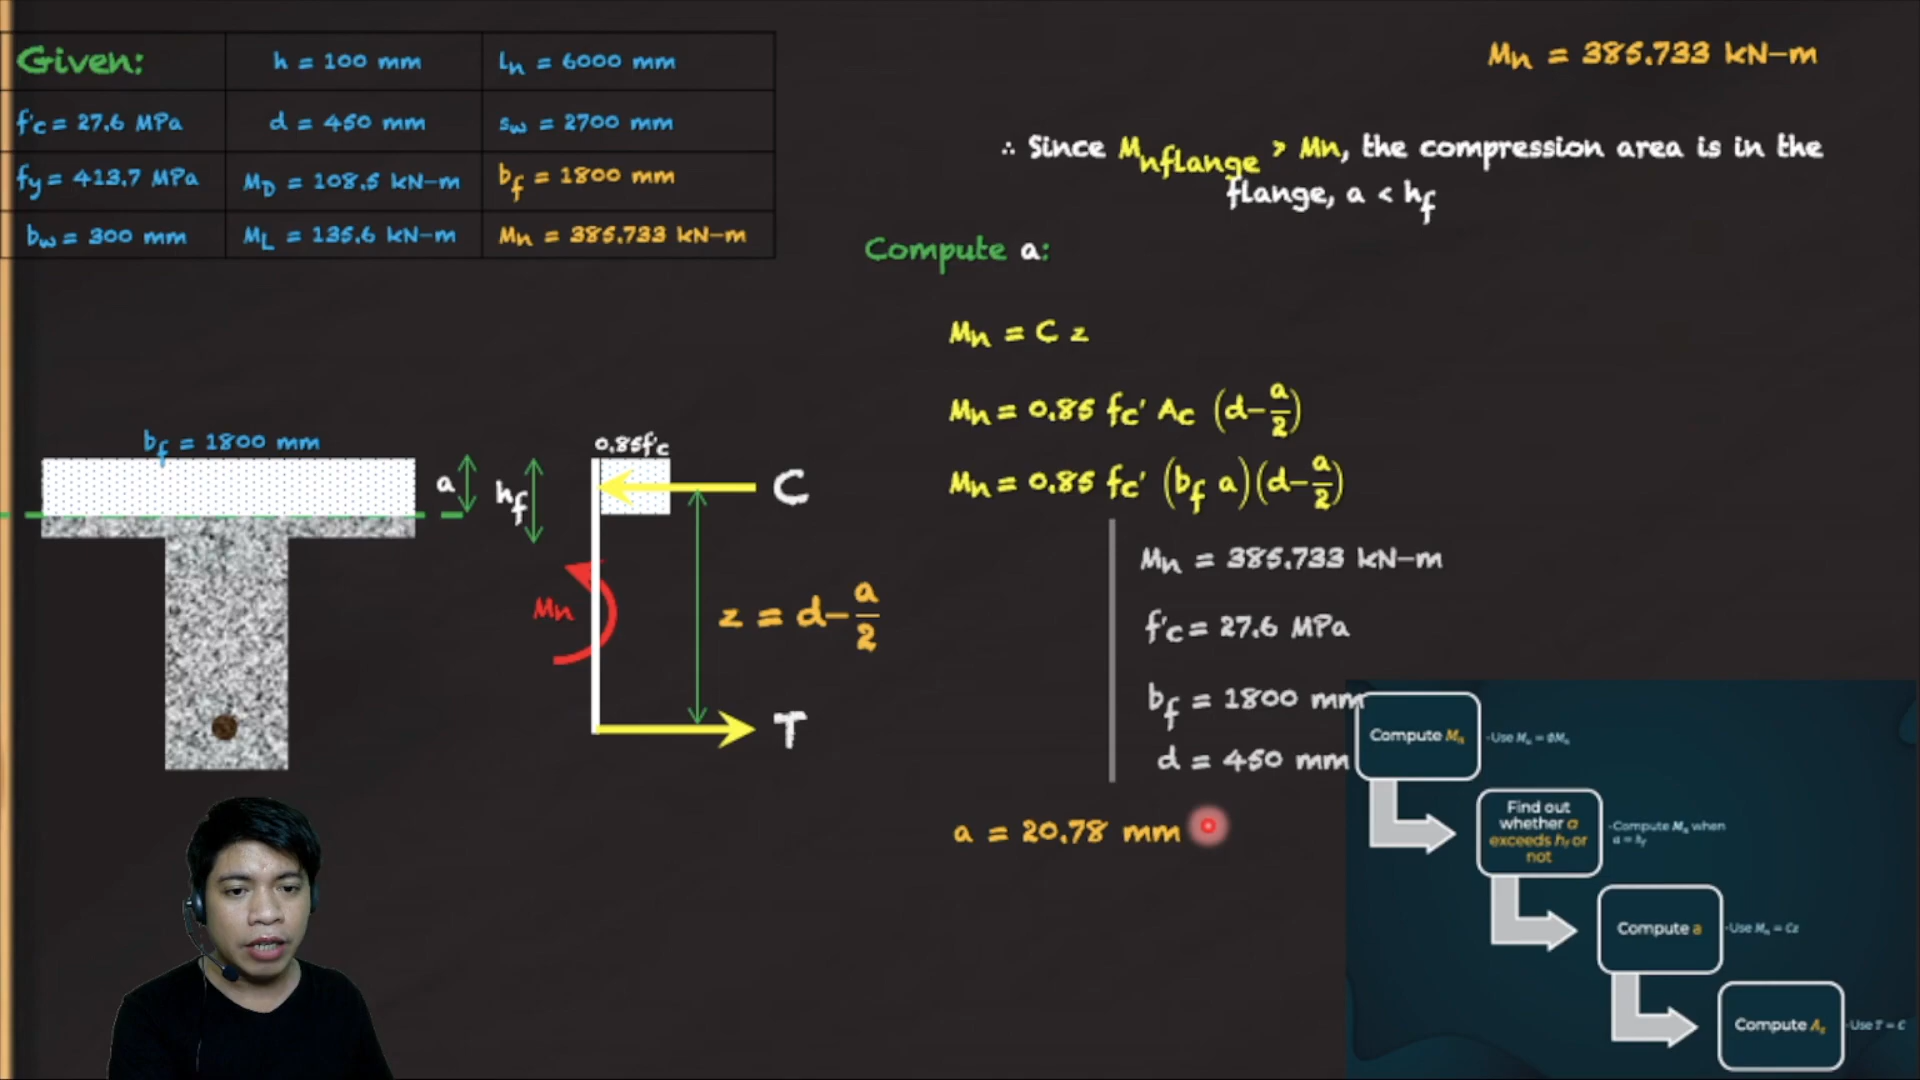 Given:
h = 100 mm
ln = 6000 mm
f'c = 27.6 MPa
d = 450 mm
sw = 2700 mm
fy = 413.7 MPa
MD = 108.5 kN-m
bf = 1800 mm
bw = 300 mm
ML = 135.6 kN-m
Mn = 385.733 kN-m
Mn = 385.733 kN-m
∴ Since Mnflange > Mn, the compression area is in the
flange, a < hf
Compute a:
Mn = C z
Mn = 0.85 fc' Ac (d-a/2)
Mn = 0.85 fc' (bf a)(d-a/2)
Mn = 385.733 kN-m
f'c = 27.6 MPa
bf = 1800 mm
d = 450 mm
a = 20.78 mm
bf = 1800 mm
a
hf
0.85f'c
C
Mn
z = d-a/2
T
Compute Mn
-Use Mu = ΦMn
Find out
whether a
exceeds hf or
not
-Compute Mn when
a = hf
Compute a
-Use Mn = Cz
Compute As
-Use T = C